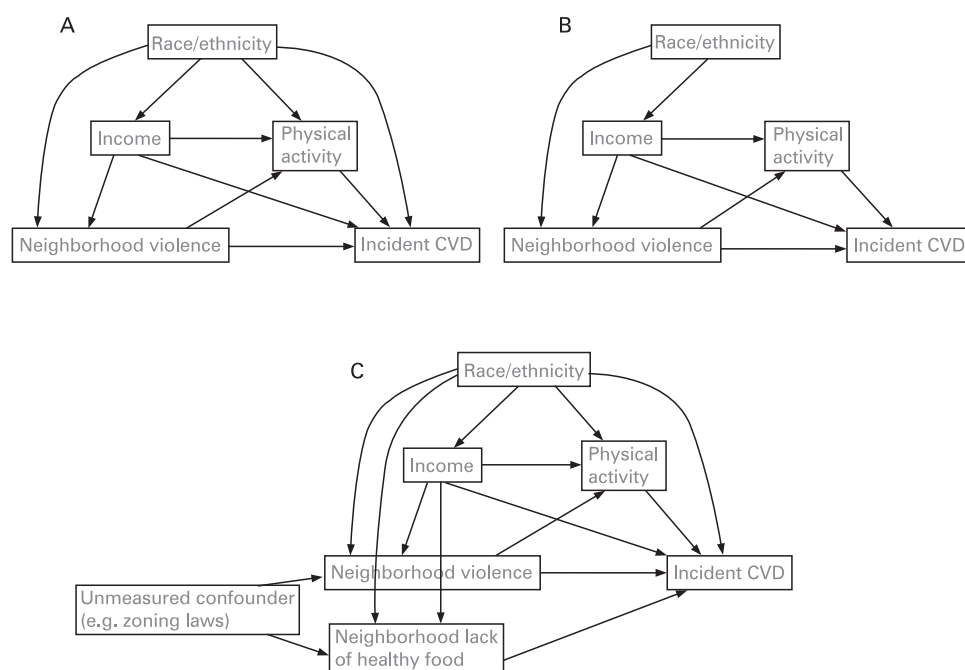 A
Race/ethnicity
Income
Physical
activity
Neighborhood violence
Incident CVD
B
Race/ethnicity
Income
Physical
activity
Neighborhood violence
Incident CVD
C
Race/ethnicity
Income
Physical
activity
Neighborhood violence
Incident CVD
Unmeasured confounder
(e.g. zoning laws)
Neighborhood lack
of healthy food